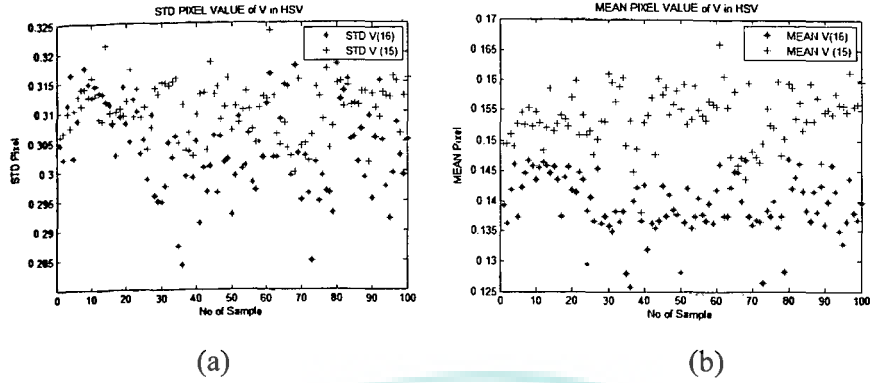 STD PIXEL VALUE of V in HSV
0.325
0.32
0.315
0.31
0.305
0.3
0.295
0.29
0.285
STD Pixel
STD V(16)
STD V (15)
0 10 20 30 40 50 60 70 80 90 100
No of Sample
(a)
MEAN PIXEL VALUE of V in HSV
0.17
0.165
0.16
0.155
0.15
0.145
0.14
0.135
0.13
0.125
MEAN Pixel
MEAN V(16)
MEAN V (15)
0 10 20 30 40 50 60 70 80 90 100
No of Sample
(b)